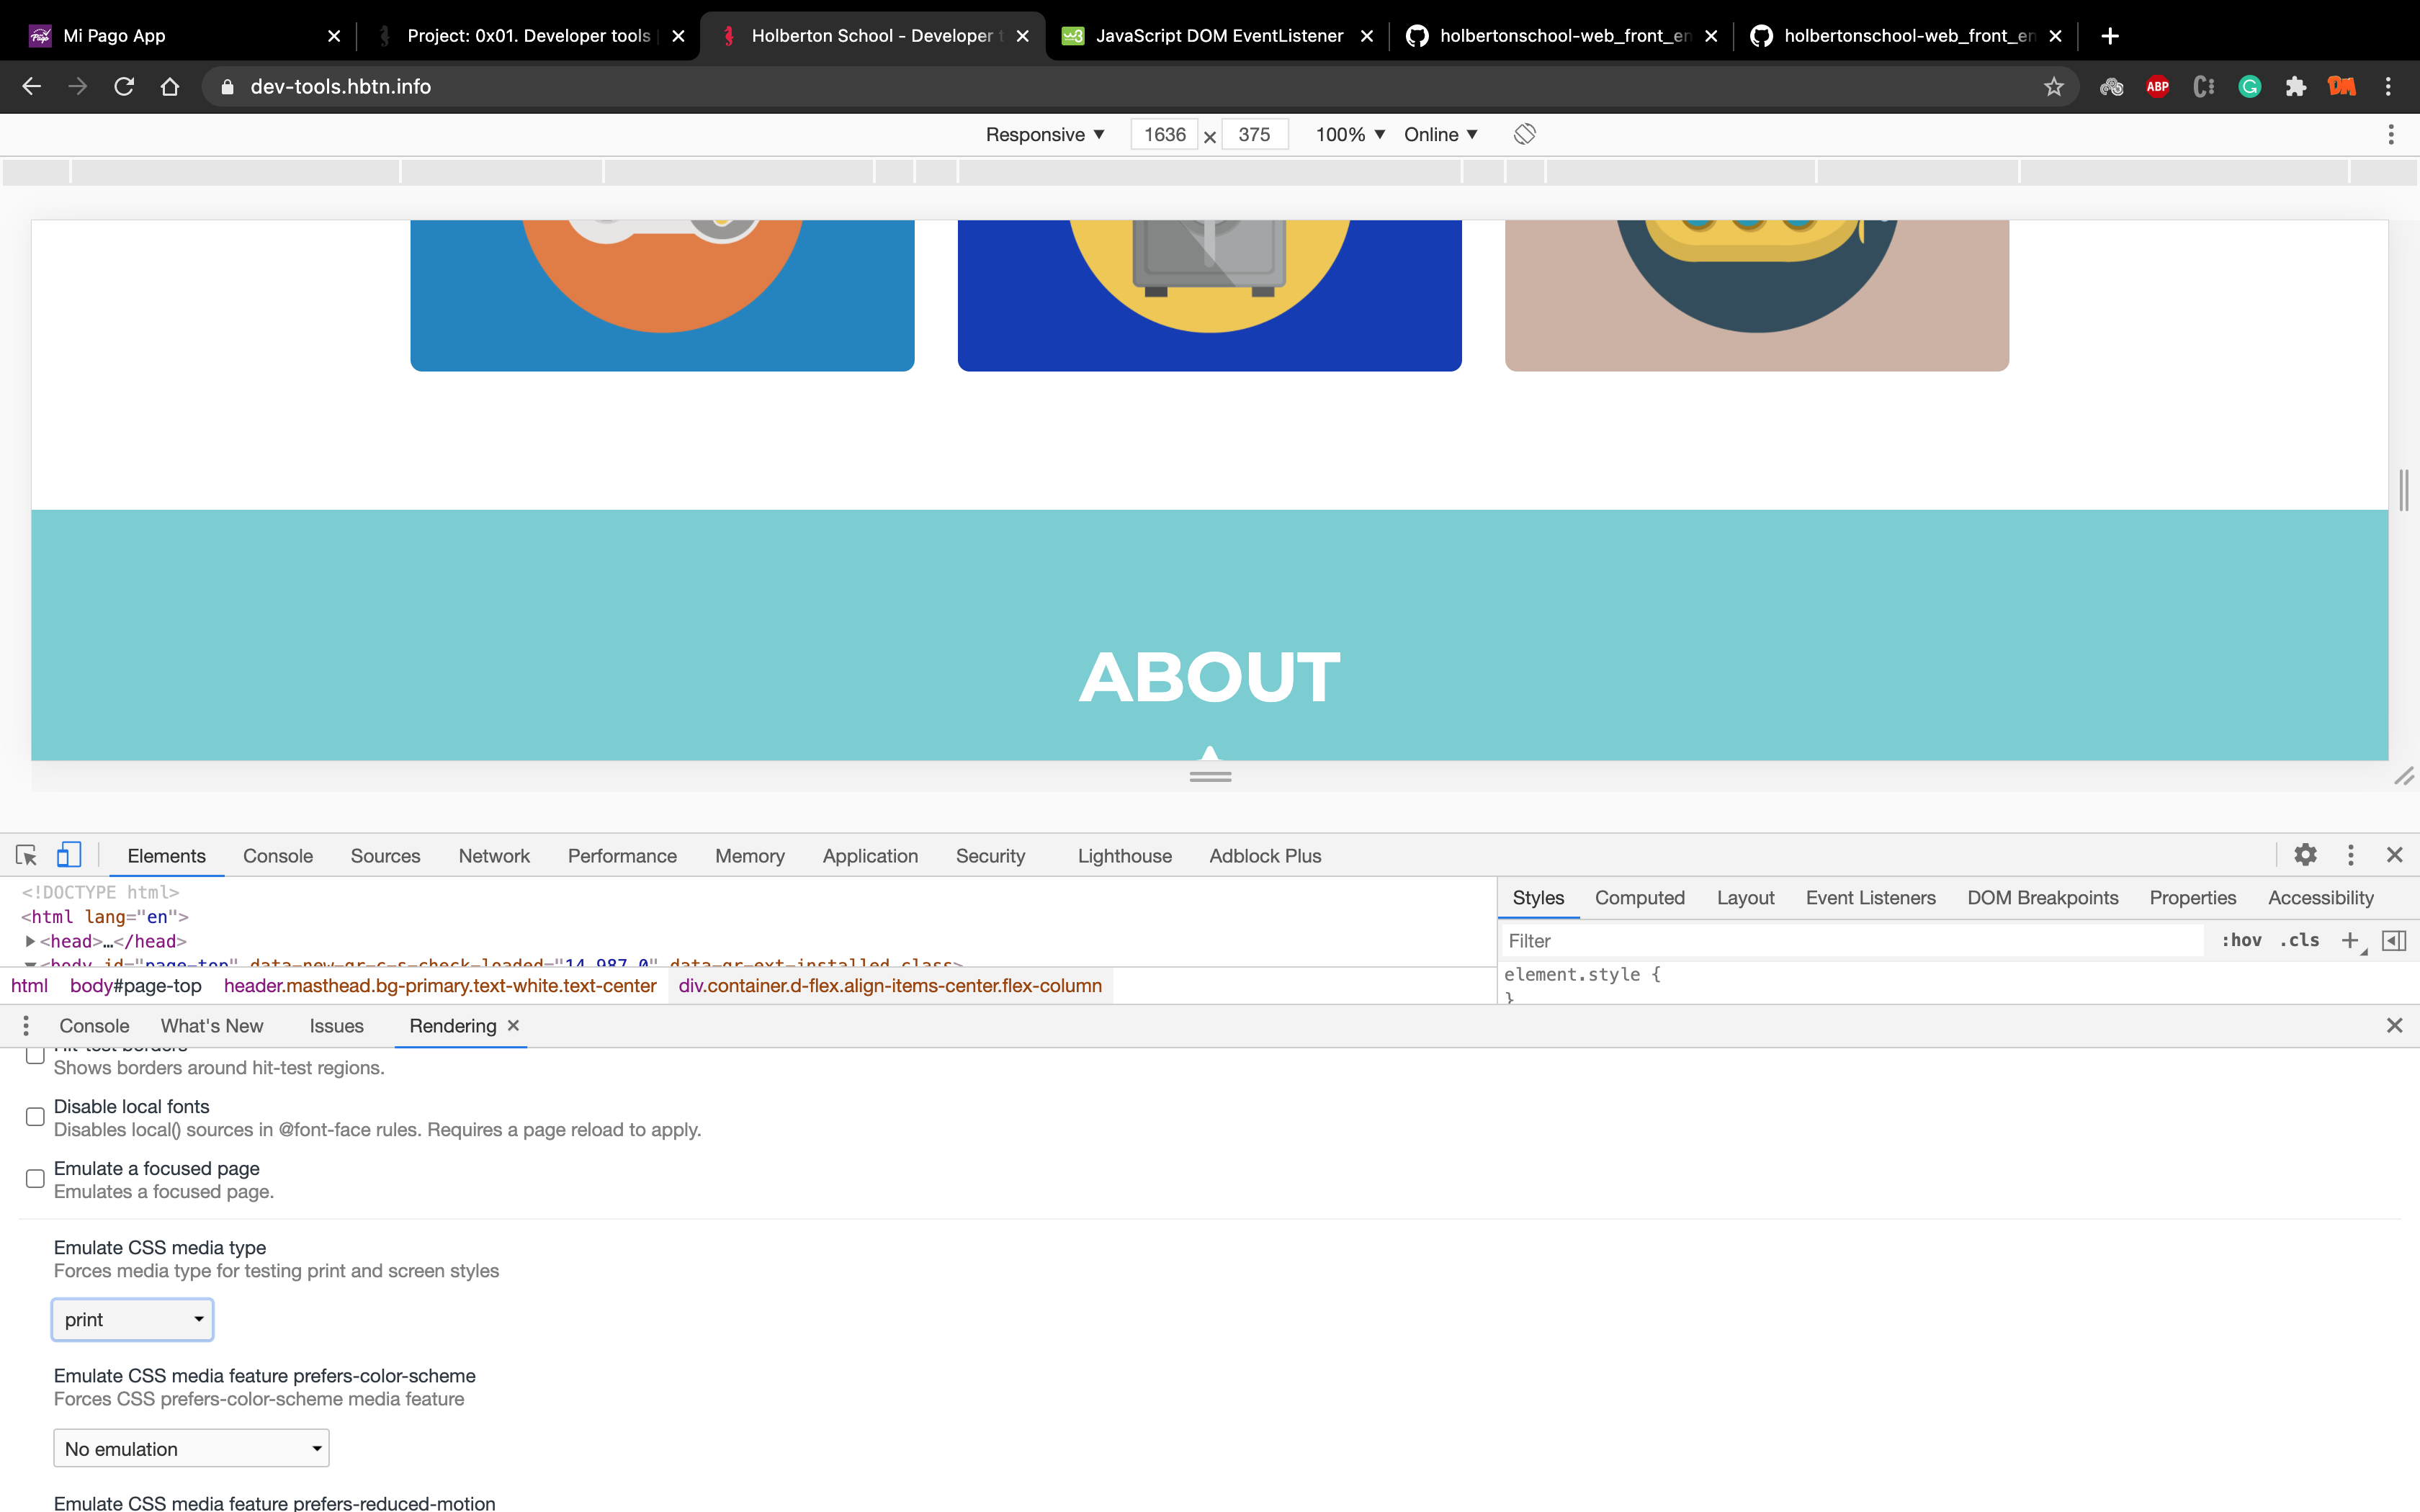 Mi Pago App
Project: 0x01. Developer tools
Holberton School - Developer t
JavaScript DOM EventListener
holbertonschool-web_front_en
holbertonschool-web_front_en
dev-tools.hbtn.info
ABP
Responsive ▼ 1636 × 375 100% ▼ Online ▼
ABOUT
Elements Console Sources Network Performance Memory Application Security Lighthouse Adblock Plus
<!DOCTYPE html>
<html lang="en">
▶<head>…</head>
▼<body id="page-top" data-new-gr-c-s-check-loaded="14.987.0" data-gr-ext-installed class>
html body#page-top header.masthead.bg-primary.text-white.text-center div.container.d-flex.align-items-center.flex-column
Styles Computed Layout Event Listeners DOM Breakpoints Properties Accessibility
Filter :hov .cls +
element.style {
}
Console What's New Issues Rendering
Hit-test borders
Shows borders around hit-test regions.
Disable local fonts
Disables local() sources in @font-face rules. Requires a page reload to apply.
Emulate a focused page
Emulates a focused page.
Emulate CSS media type
Forces media type for testing print and screen styles
print
Emulate CSS media feature prefers-color-scheme
Forces CSS prefers-color-scheme media feature
No emulation
Emulate CSS media feature prefers-reduced-motion